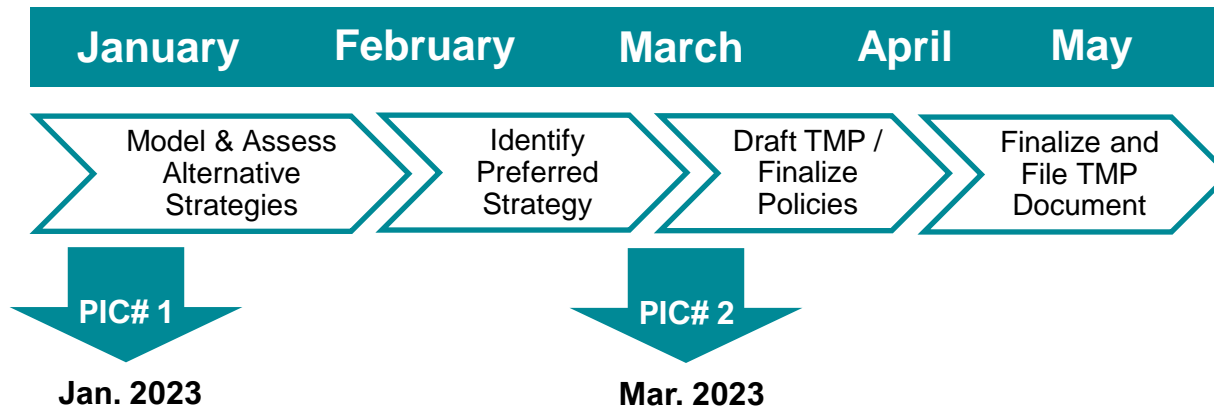 January February March April May
Model & Assess
Alternative
Strategies
Identify
Preferred
Strategy
Draft TMP /
Finalize
Policies
Finalize and
File TMP
Document
PIC# 1
PIC# 2
Jan. 2023
Mar. 2023